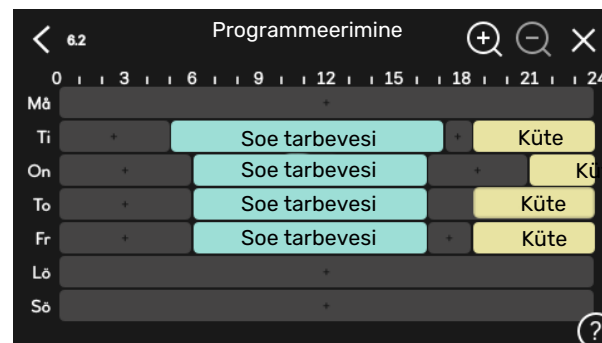 6.2 Programmeerimine
0 3 6 9 12 15 18 21 24
Må
Ti Soe tarbevesi Küte
On Soe tarbevesi Kü
To Soe tarbevesi Küte
Fr Soe tarbevesi Küte
Lö
Sö
?